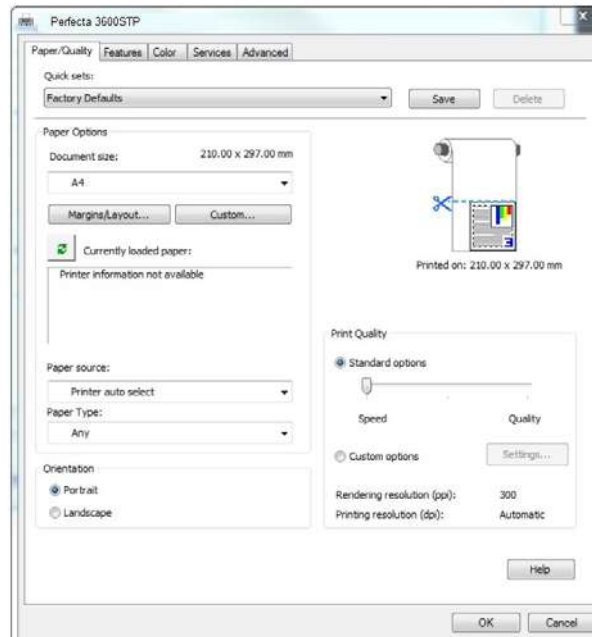 Perfecta 3600STP
Paper/Quality Features Color Services Advanced
Quick sets:
Factory Defaults
Save
Delete
Paper Options
Document size: 210.00 x 297.00 mm
A4
Margins/Layout... Custom...
Currently loaded paper:
Printer information not available
Paper source:
Printer auto select
Paper Type:
Any
Orientation
Portrait
Landscape
3
Printed on: 210.00 x 297.00 mm
Print Quality
Standard options
Speed Quality
Custom options Settings...
Rendering resolution (ppi): 300
Printing resolution (dpi): Automatic
Help
OK Cancel